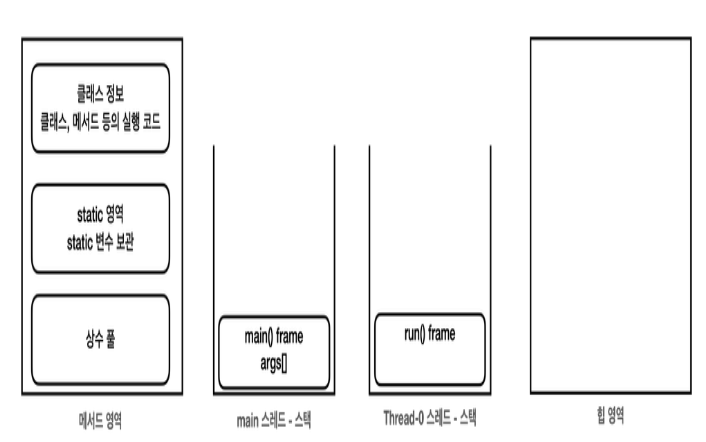 클래스 정보
클래스, 메서드 등의 실행 코드
static 영역
static 변수 보관
상수 풀
메서드 영역
main() frame
args[]
main 스레드 - 스택
run() frame
Thread-0 스레드 - 스택
힙 영역